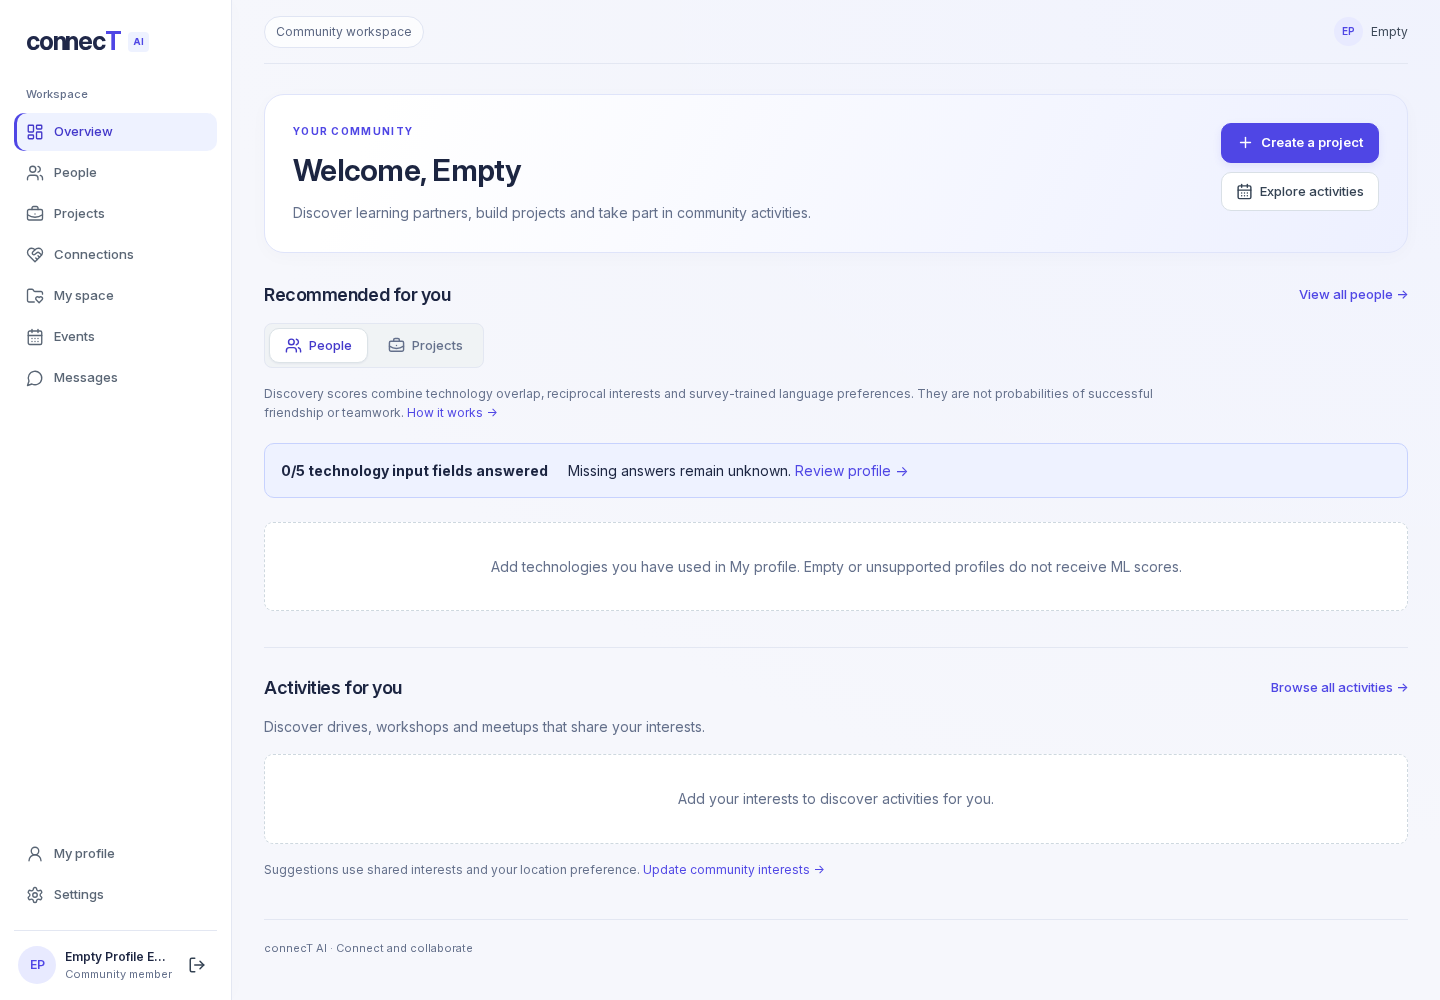 connecT AI
Workspace
Overview
People
Projects
Connections
My space
Events
Messages
My profile
Settings
EP
Empty Profile E...
Community member
Community workspace
EP Empty
YOUR COMMUNITY
Welcome, Empty
Discover learning partners, build projects and take part in community activities.
Create a project
Explore activities
Recommended for you
View all people →
People
Projects
Discovery scores combine technology overlap, reciprocal interests and survey-trained language preferences. They are not probabilities of successful
friendship or teamwork. How it works →
0/5 technology input fields answered Missing answers remain unknown. Review profile →
Add technologies you have used in My profile. Empty or unsupported profiles do not receive ML scores.
Activities for you
Browse all activities →
Discover drives, workshops and meetups that share your interests.
Add your interests to discover activities for you.
Suggestions use shared interests and your location preference. Update community interests →
connecT AI · Connect and collaborate